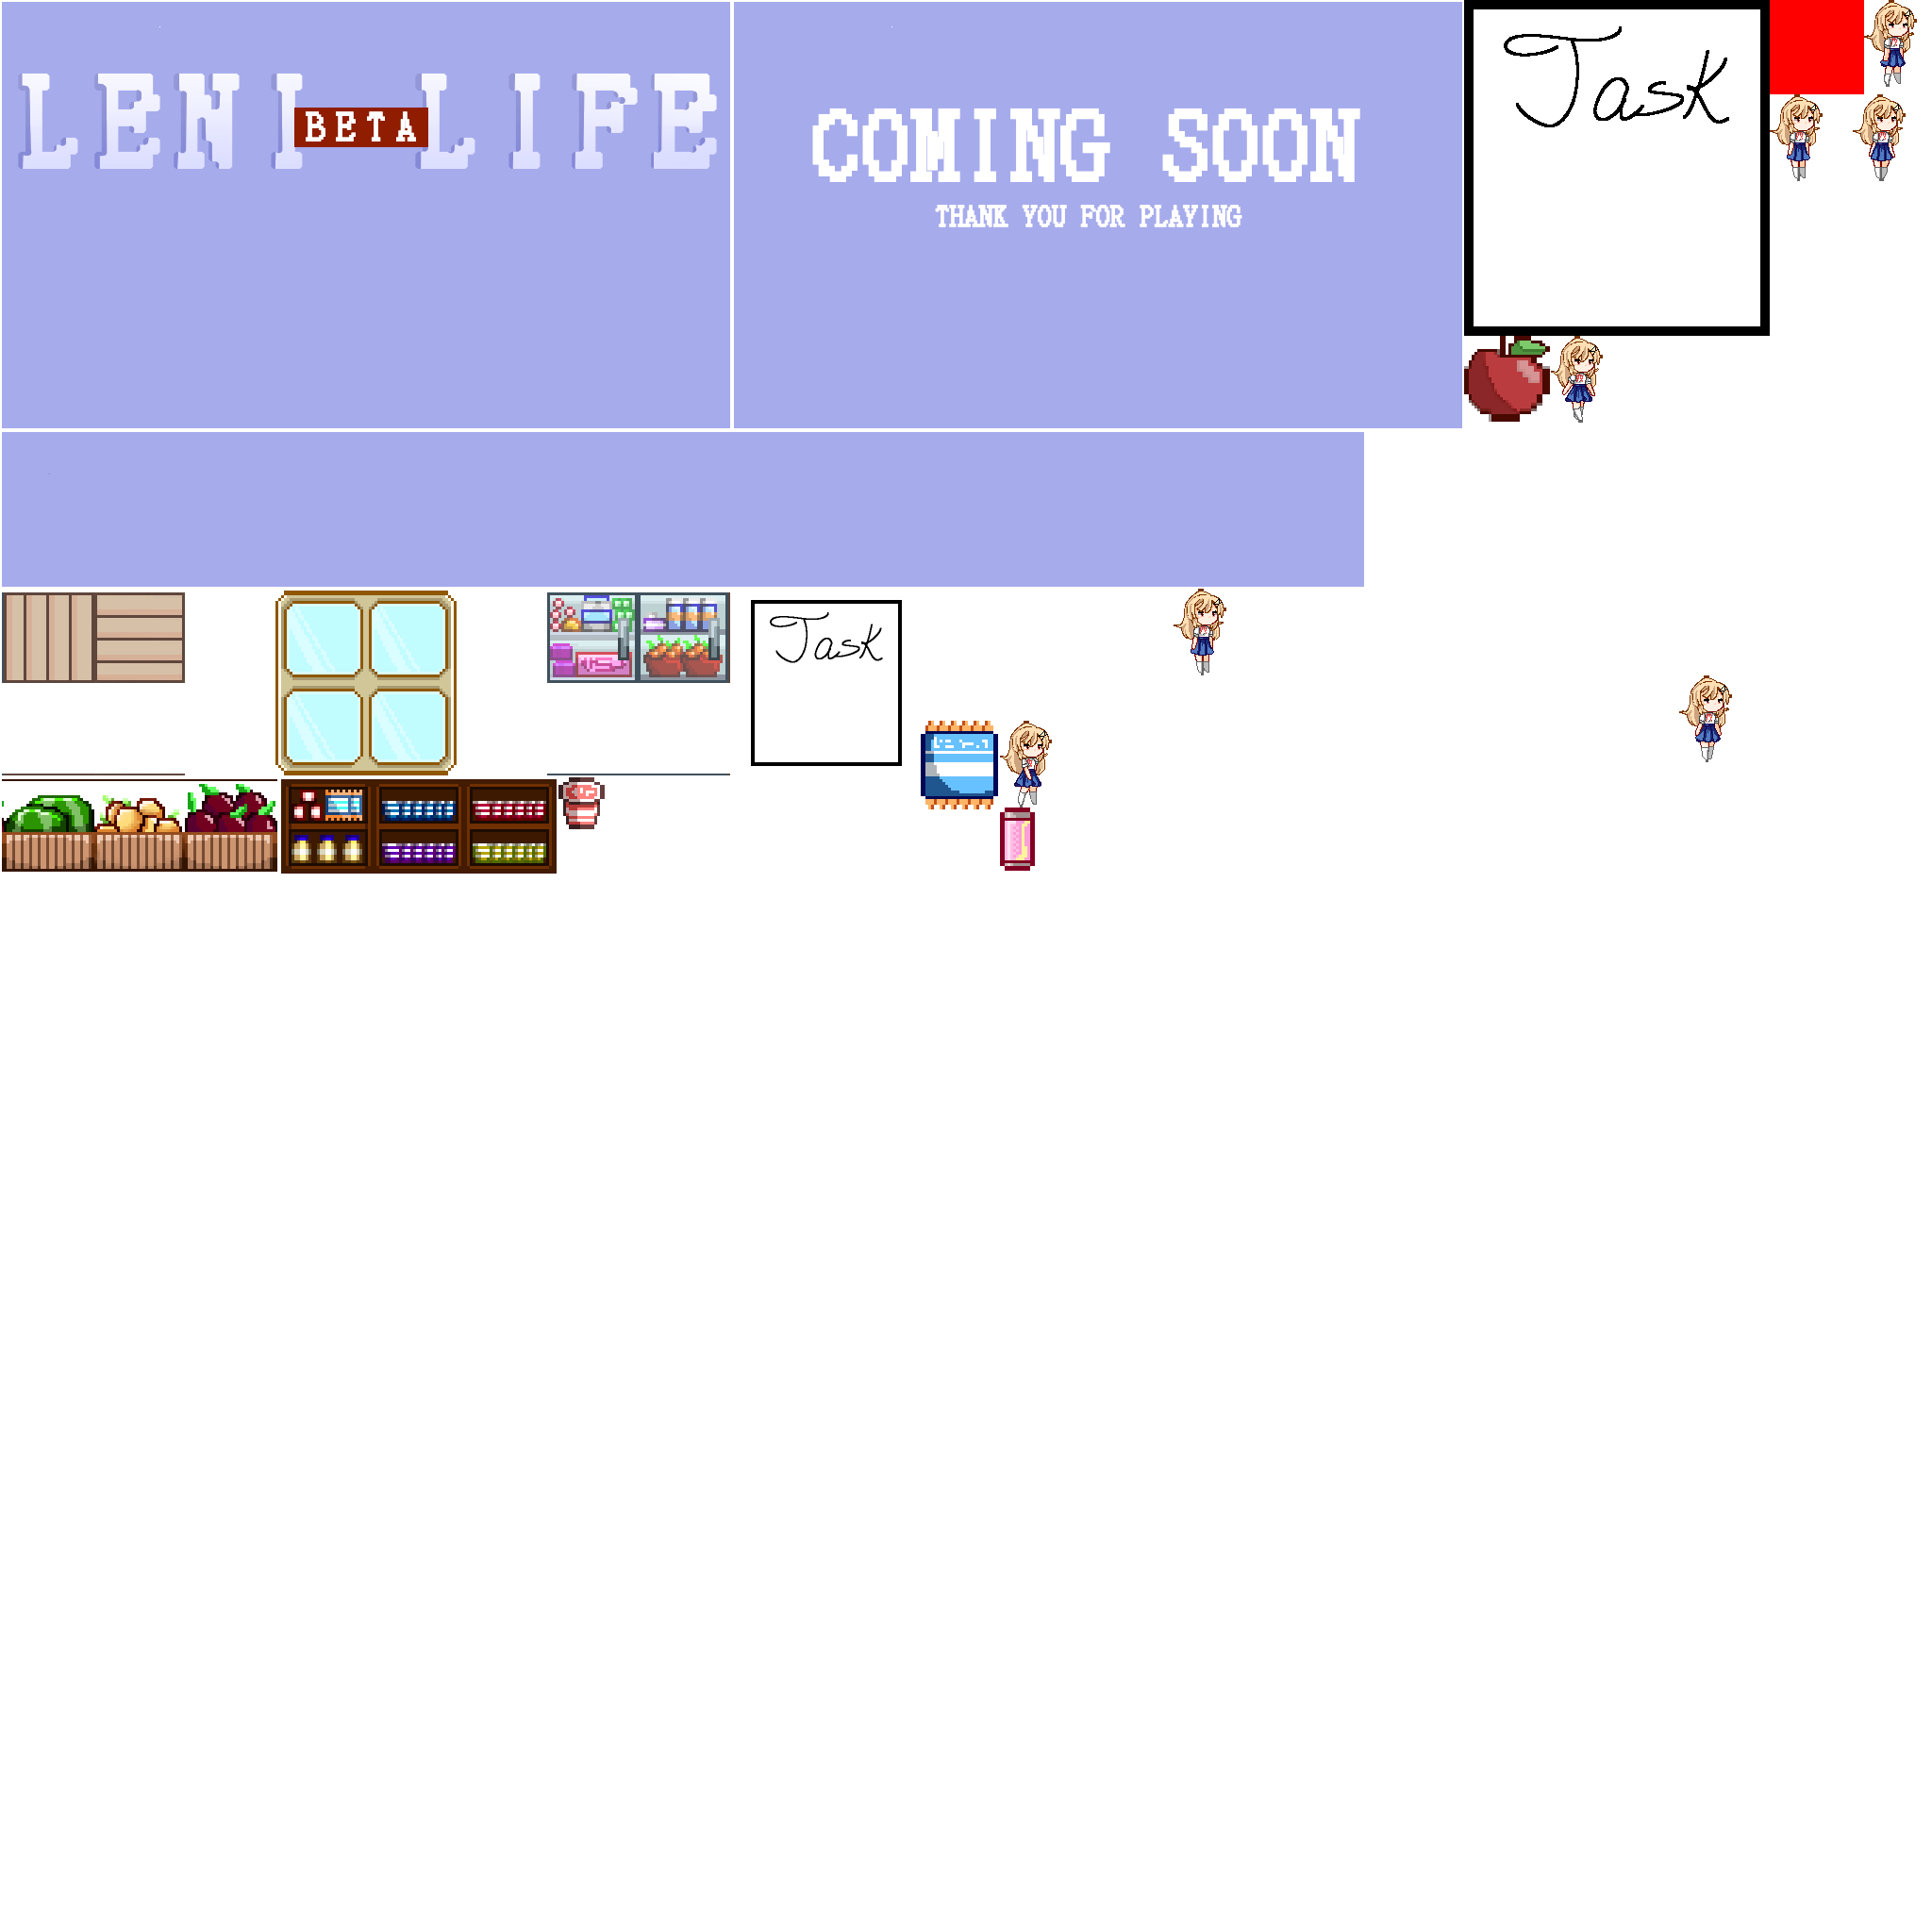 LENI LIFE
BETA
COMING SOON
THANK YOU FOR PLAYING
Task
Task